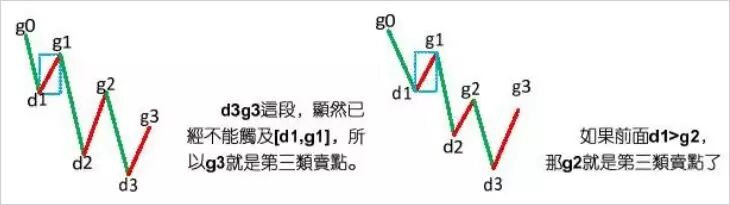 g0
g1
d1
g2
g3
d2
d3
d3g3這段，顯然已
經不能觸及[d1,g1]，所
以g3就是第三類賣點。
g0
g1
d1
g2
g3
d2
d3
如果前面d1>g2，
那g2就是第三類賣點了